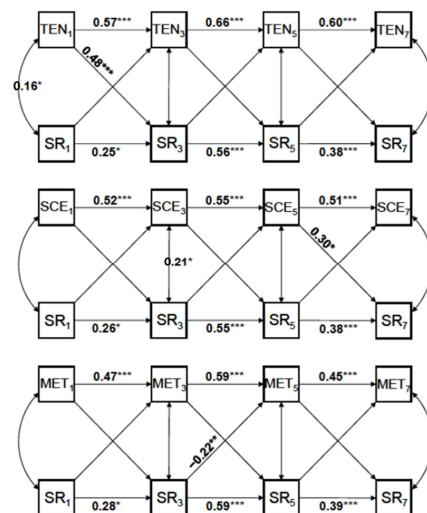 TEN₁ 0.57*** TEN₃ 0.66*** TEN₅ 0.60*** TEN₇
0.48***
0.16*
SR₁ 0.25* SR₃ 0.56*** SR₅ 0.38*** SR₇
SCE₁ 0.52*** SCE₃ 0.55*** SCE₅ 0.51*** SCE₇
0.30*
0.21*
SR₁ 0.26* SR₃ 0.55*** SR₅ 0.38*** SR₇
MET₁ 0.47*** MET₃ 0.59*** MET₅ 0.45*** MET₇
−0.22**
SR₁ 0.28* SR₃ 0.59*** SR₅ 0.39*** SR₇